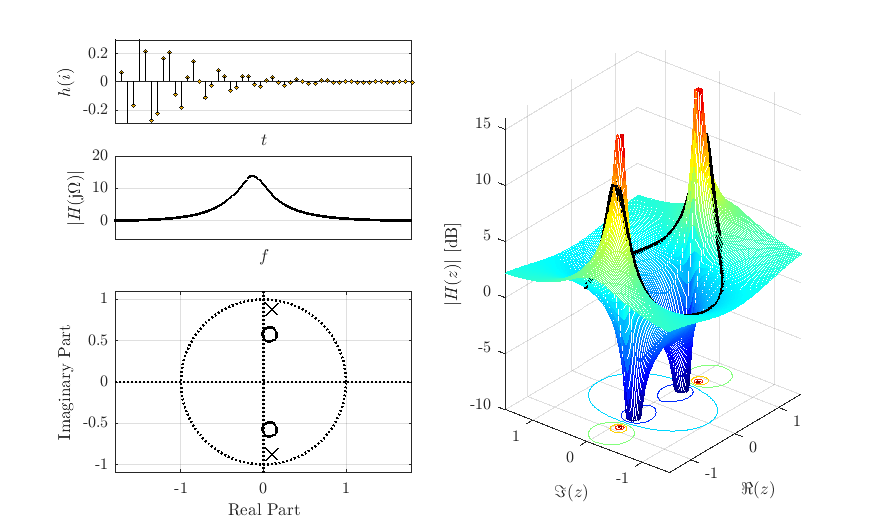 0.2
0
-0.2
h(i)
t
20
10
0
|H(jΩ)|
f
1
0.5
0
-0.5
-1
Imaginary Part
-1 0 1
Real Part
15
10
5
0
-5
-10
|H(z)| [dB]
1 0 -1
ℑ(z)
-1 0 1
ℜ(z)